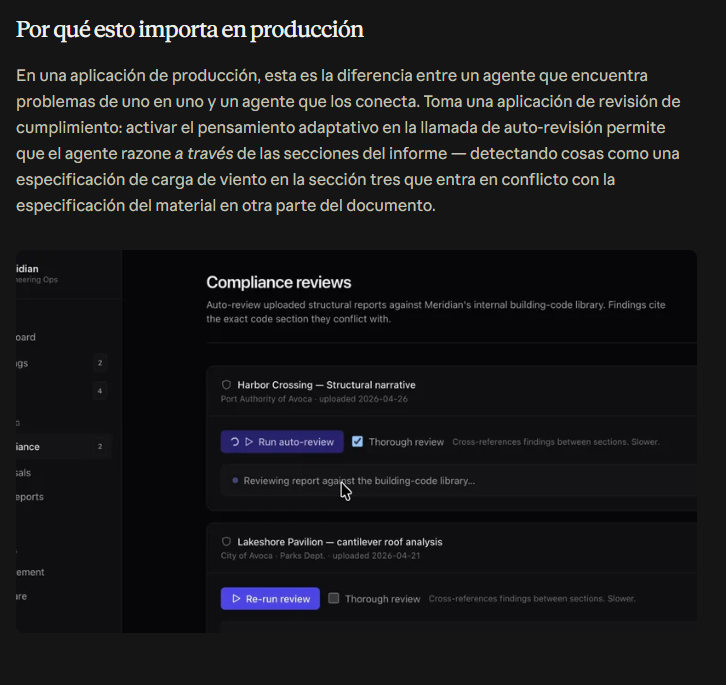 Por qué esto importa en producción
En una aplicación de producción, esta es la diferencia entre un agente que encuentra
problemas de uno en uno y un agente que los conecta. Toma una aplicación de revisión de
cumplimiento: activar el pensamiento adaptativo en la llamada de auto-revisión permite
que el agente razone a través de las secciones del informe — detectando cosas como una
especificación de carga de viento en la sección tres que entra en conflicto con la
especificación del material en otra parte del documento.
idian
neering Ops
oard
ngs 2
4
iance 2
sals
eports
ement
are
Compliance reviews
Auto-review uploaded structural reports against Meridian's internal building-code library. Findings cite
the exact code section they conflict with.
Harbor Crossing — Structural narrative
Port Authority of Avoca · uploaded 2026-04-26
Run auto-review Thorough review Cross-references findings between sections. Slower.
Reviewing report against the building-code library...
Lakeshore Pavilion — cantilever roof analysis
City of Avoca · Parks Dept. · uploaded 2026-04-21
Re-run review Thorough review Cross-references findings between sections. Slower.